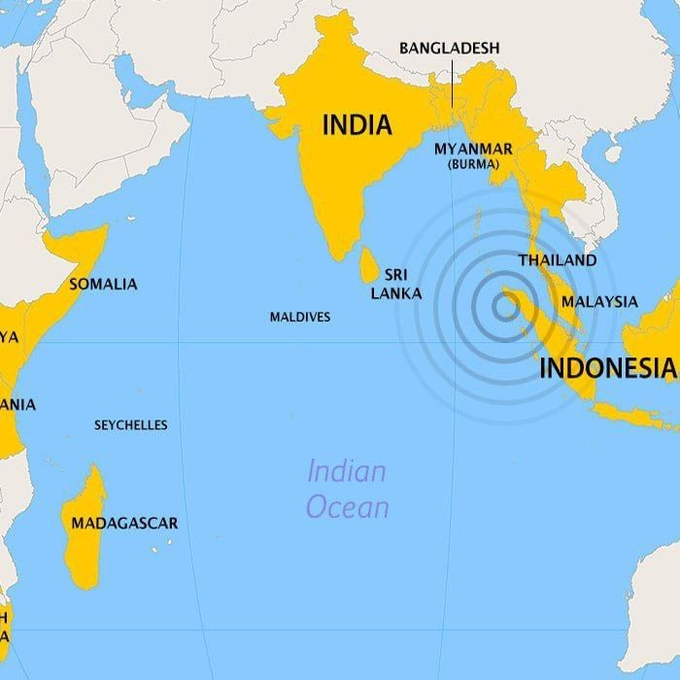 BANGLADESH
INDIA
MYANMAR
(BURMA)
THAILAND
SOMALIA
SRI
LANKA
MALAYSIA
MALDIVES
YA
INDONESIA
ANIA
SEYCHELLES
Indian
Ocean
MADAGASCAR
H
A